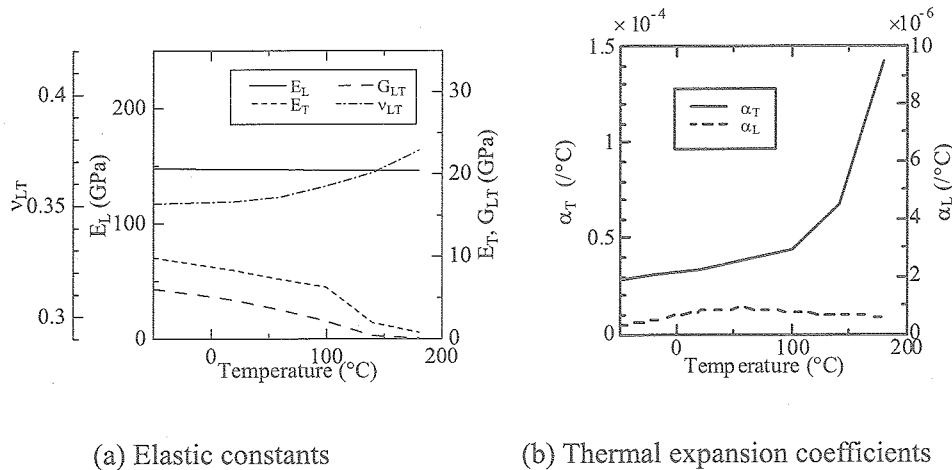 × 10⁻⁴
× 10⁻⁶
0.4
0.35
0.3
ν_LT
200
100
0
E_L (GPa)
E_L
G_LT
E_T
ν_LT
30
20
10
0
E_T, G_LT (GPa)
0
100
200
Temperature (°C)
1.5
1
0.5
0
α_T (/°C)
α_T
α_L
10
8
6
4
2
0
α_L (/°C)
0
100
200
Temperature (°C)
(a) Elastic constants
(b) Thermal expansion coefficients